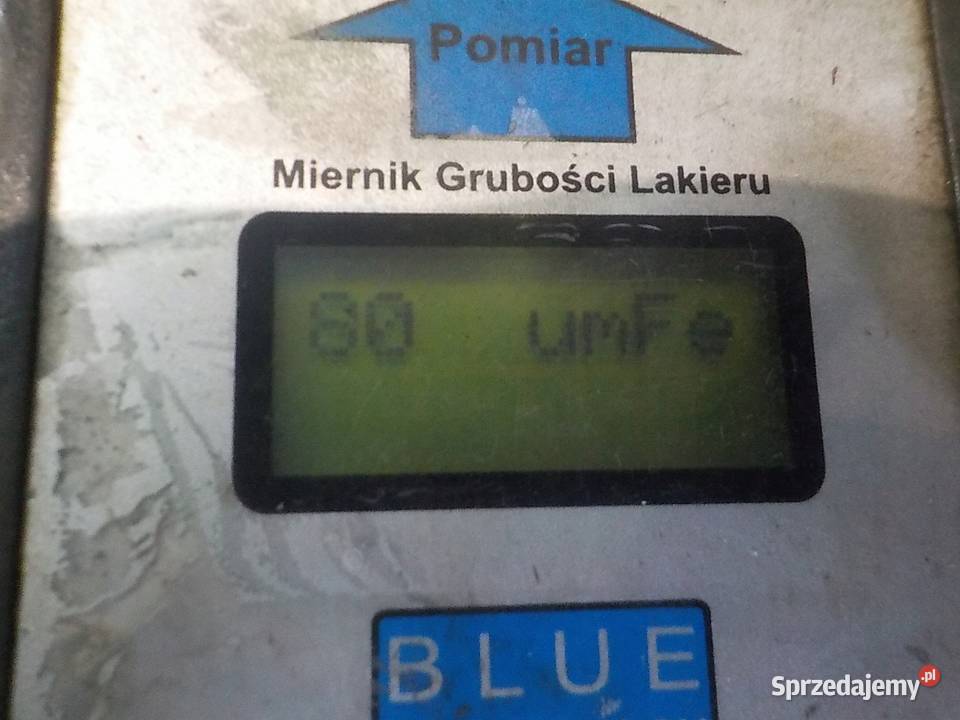 Pomiar
Miernik Grubości Lakieru
80 umFe
BLUE
Sprzedajemy.pl